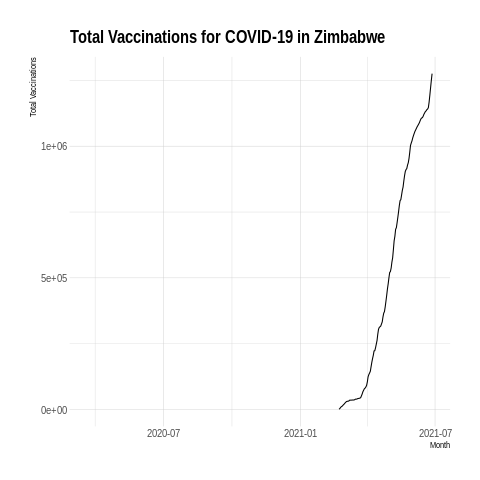 Total Vaccinations for COVID-19 in Zimbabwe
Total Vaccinations
1e+06
5e+05
0e+00
2020-07 2021-01 2021-07
Month